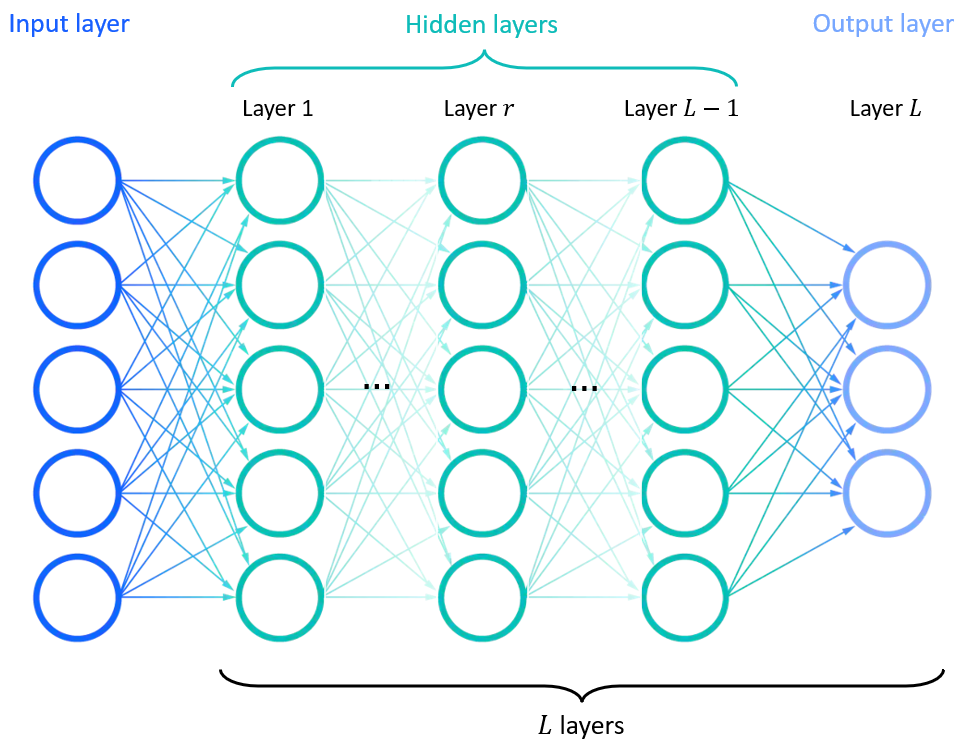 Input layer
Hidden layers
Output layer
Layer 1
Layer r
Layer L − 1
Layer L
...
...
L layers